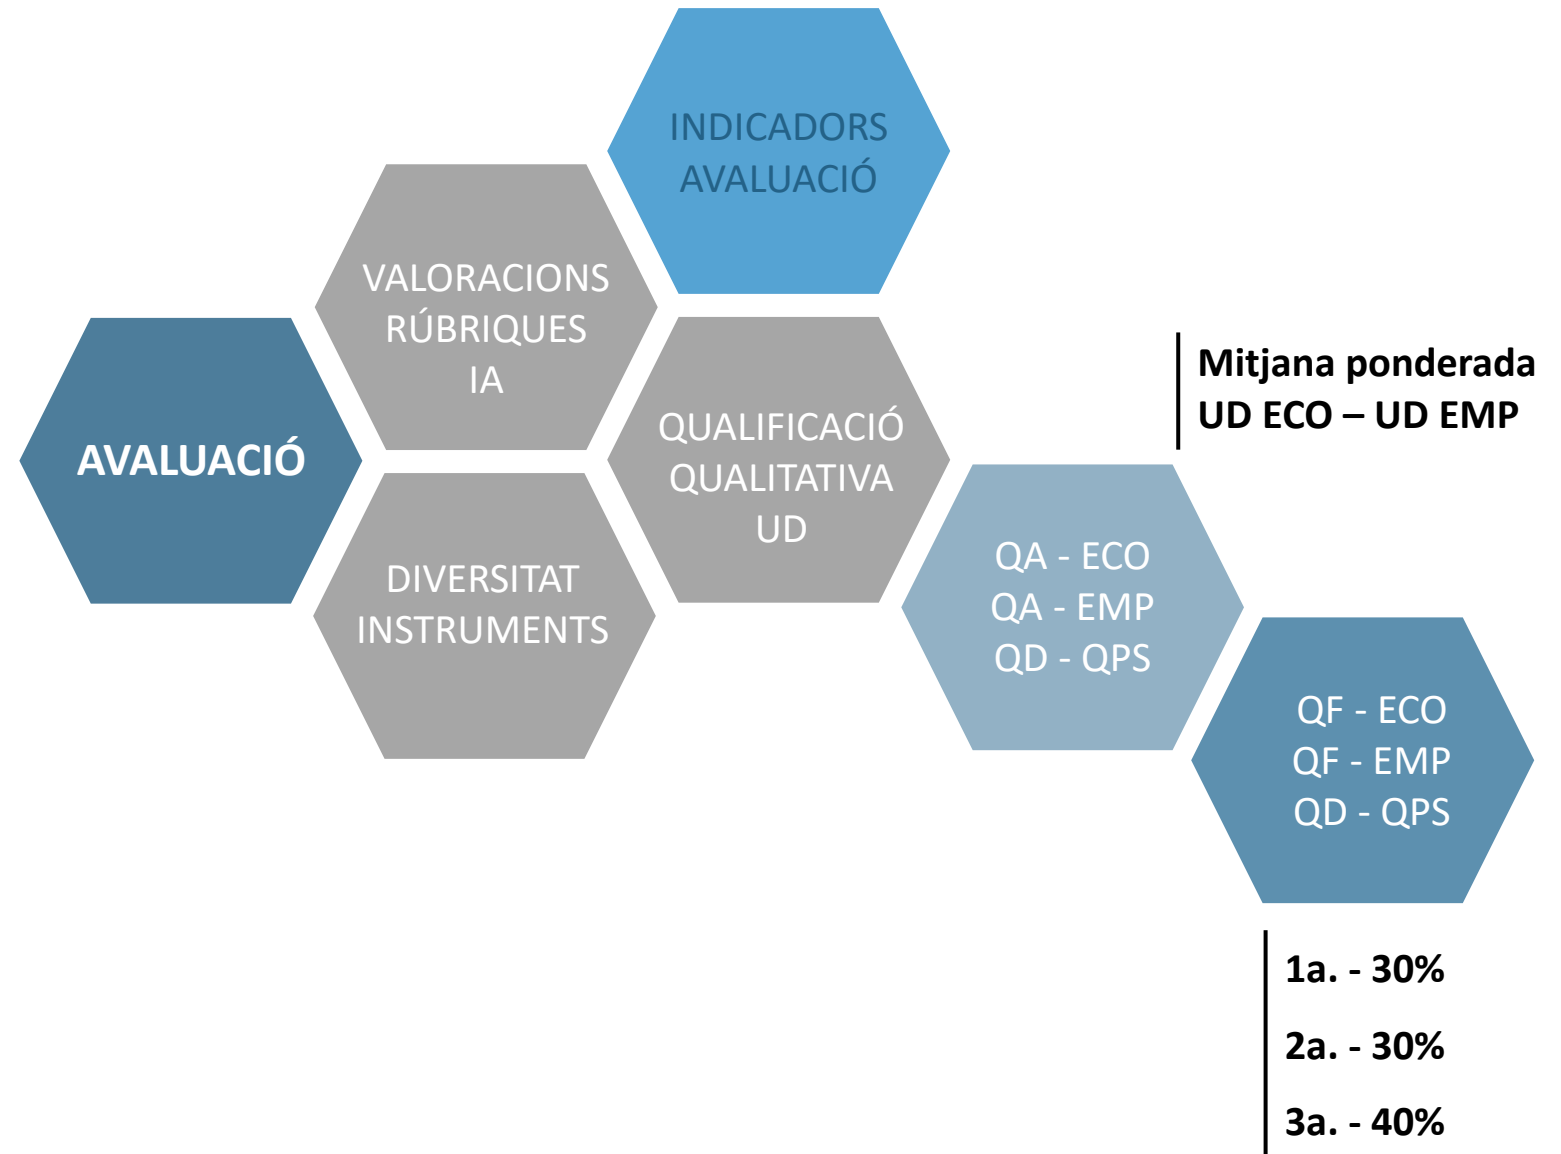 INDICADORS
AVALUACIÓ
VALORACIONS
RÚBRIQUES
IA
AVALUACIÓ
QUALIFICACIÓ
QUALITATIVA
UD
DIVERSITAT
INSTRUMENTS
Mitjana ponderada
UD ECO – UD EMP
QA - ECO
QA - EMP
QD - QPS
QF - ECO
QF - EMP
QD - QPS
1a. - 30%
2a. - 30%
3a. - 40%